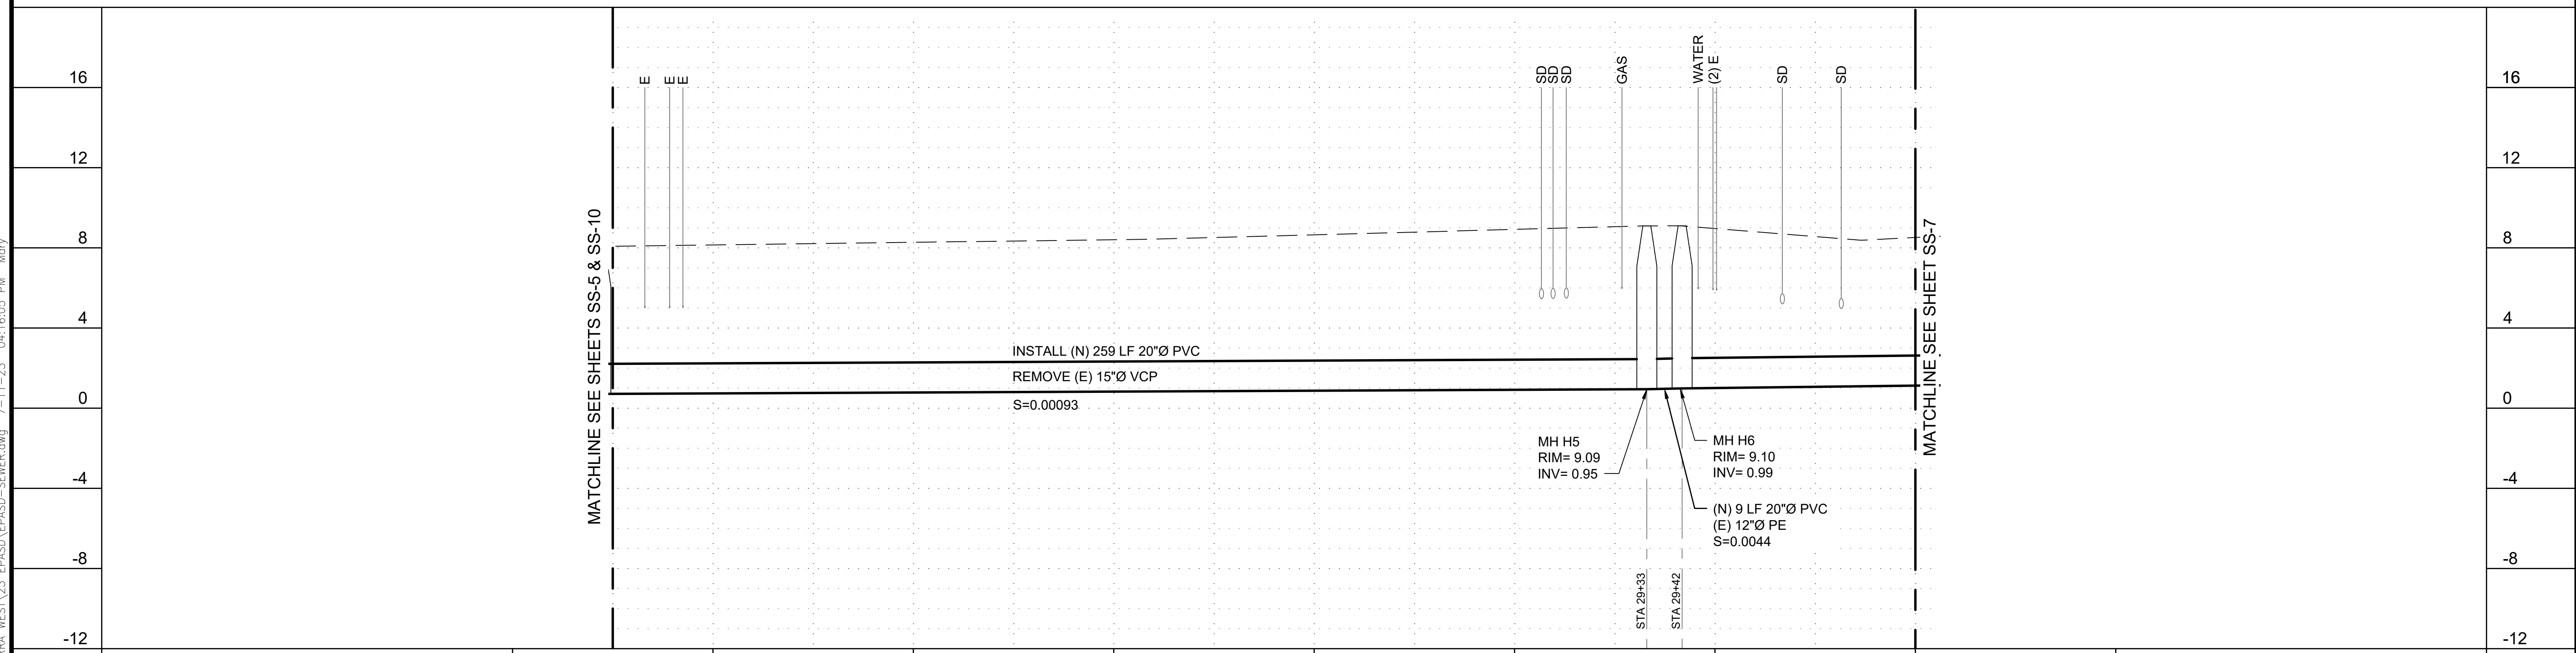 16
12
8
4
0
-4
-8
-12
MATCHLINE SEE SHEETS SS-5 & SS-10
E
E
E
INSTALL (N) 259 LF 20"Ø PVC
REMOVE (E) 15"Ø VCP
S=0.00093
SD
SD
SD
GAS
WATER
(2) E
SD
SD
MH H5
RIM= 9.09
INV= 0.95
MH H6
RIM= 9.10
INV= 0.99
(N) 9 LF 20"Ø PVC
(E) 12"Ø PE
S=0.0044
STA 29+33
STA 29+42
MATCHLINE SEE SHEET SS-7
16
12
8
4
0
-4
-8
-12